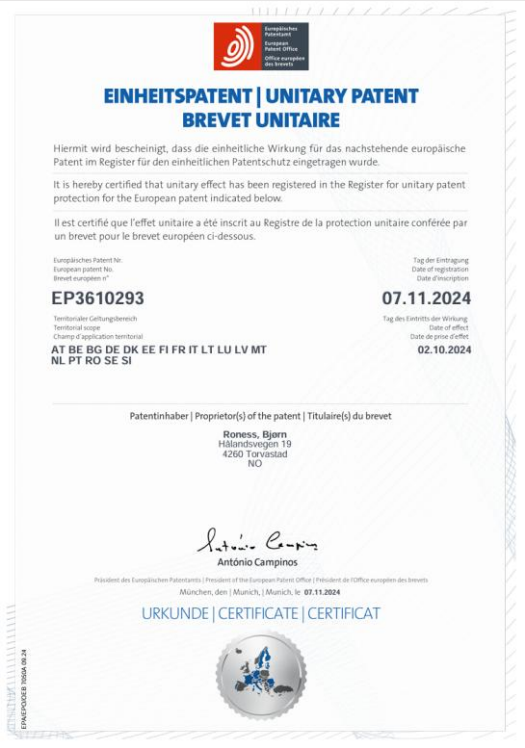 Europäisches
Patentamt
European
Patent Office
Office européen
des brevets
EINHEITSPATENT | UNITARY PATENT
BREVET UNITAIRE
Hiermit wird bescheinigt, dass die einheitliche Wirkung für das nachstehende europäische
Patent im Register für den einheitlichen Patentschutz eingetragen wurde.
It is hereby certified that unitary effect has been registered in the Register for unitary patent
protection for the European patent indicated below.
Il est certifié que l'effet unitaire a été inscrit au Registre de la protection unitaire conférée par
un brevet pour le brevet européen ci-dessous.
Europäisches Patent Nr.
European patent No.
Brevet européen n°
Tag der Eintragung
Date of registration
Date d'inscription
EP3610293
07.11.2024
Territorialer Geltungsbereich
Territorial scope
Champ d'application territorial
Tag des Eintritts der Wirkung
Date of effect
Date de prise d'effet
AT BE BG DE DK EE FI FR IT LT LU LV MT
NL PT RO SE SI
02.10.2024
Patentinhaber | Proprietor(s) of the patent | Titulaire(s) du brevet
Roness, Bjørn
Hålandsvegen 19
4260 Torvastad
NO
António Campinos
António Campinos
Präsident des Europäischen Patentamts | President of the European Patent Office | Président de l'Office européen des brevets
München, den | Munich, | Munich, le 07.11.2024
URKUNDE | CERTIFICATE | CERTIFICAT
EPA/EPO/OEB 7050A 09.24